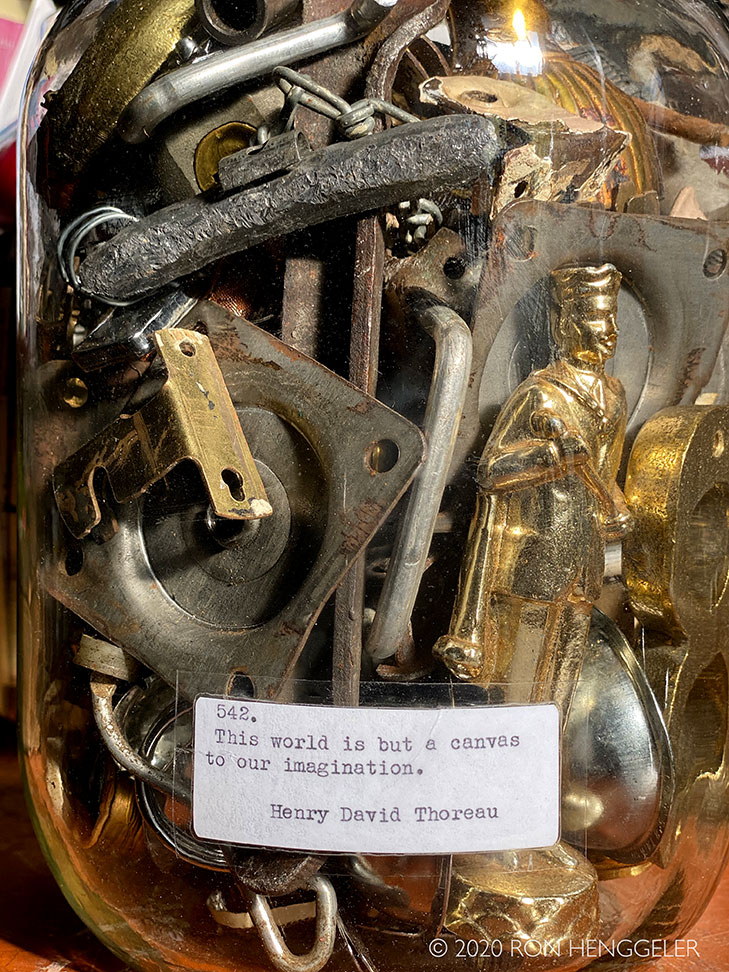 542.
This world is but a canvas
to our imagination.
Henry David Thoreau
© 2020 RON HENGGELER